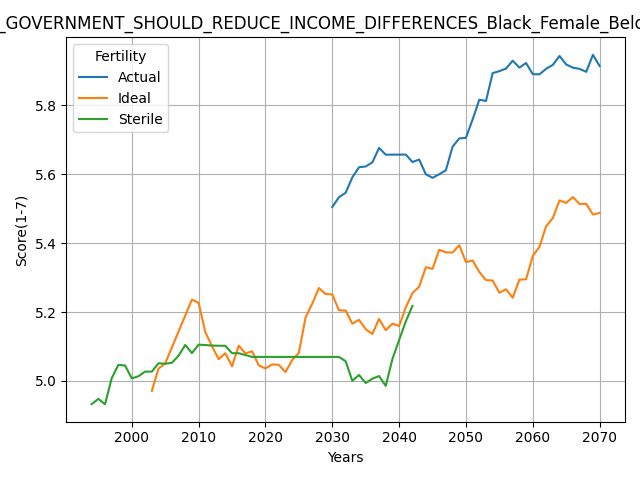 _GOVERNMENT_SHOULD_REDUCE_INCOME_DIFFERENCES_Black_Female_Belo
Fertility
Actual
Ideal
Sterile
Score(1-7)
5.8
5.6
5.4
5.2
5.0
2000 2010 2020 2030 2040 2050 2060 2070
Years